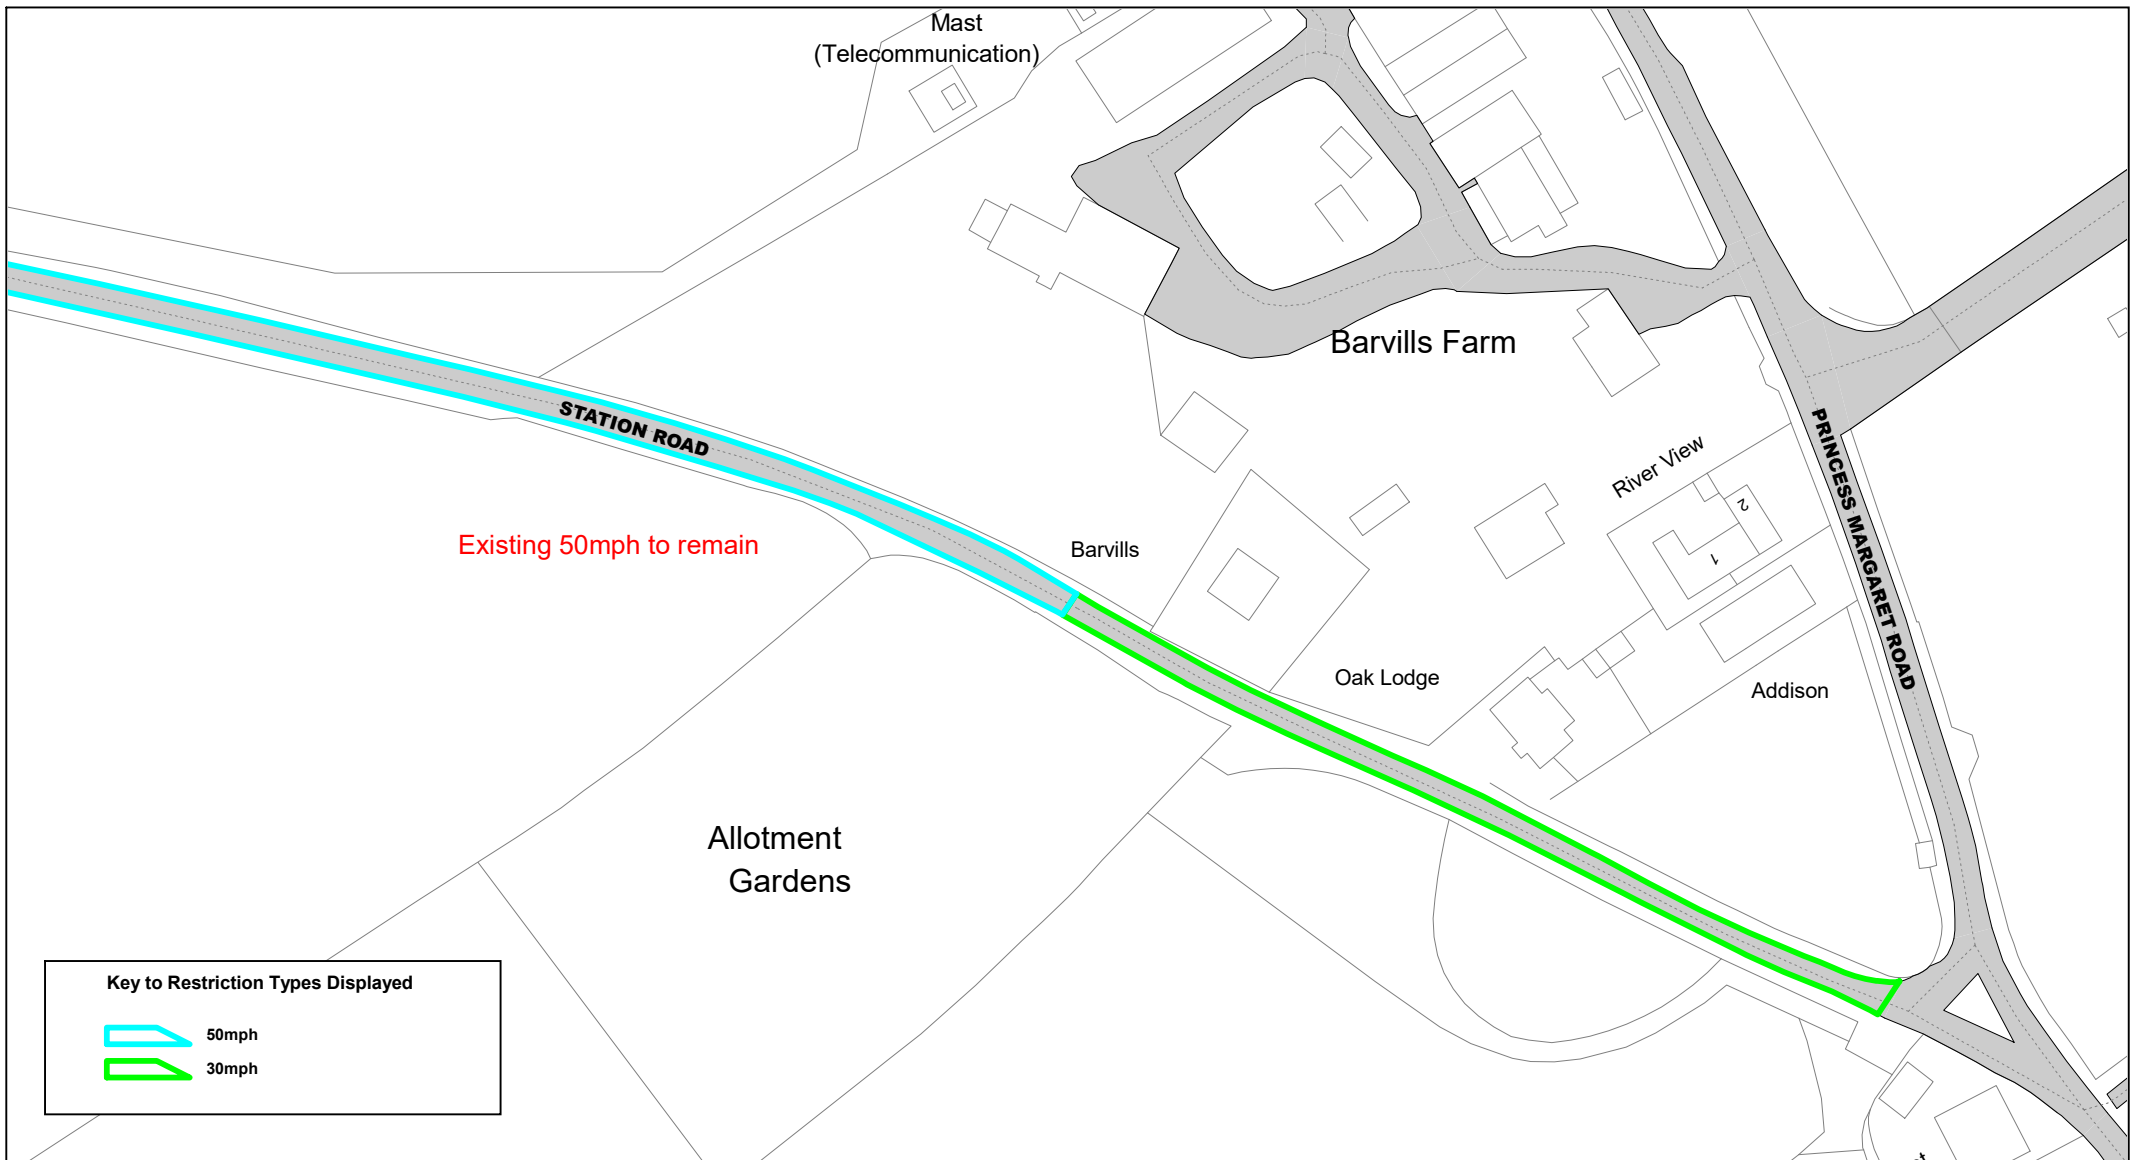 Mast
(Telecommunication)
Barvills Farm
STATION ROAD
PRINCESS MARGARET ROAD
River View
2
1
Existing 50mph to remain
Barvills
Oak Lodge
Addison
Allotment
Gardens
Key to Restriction Types Displayed
50mph
30mph